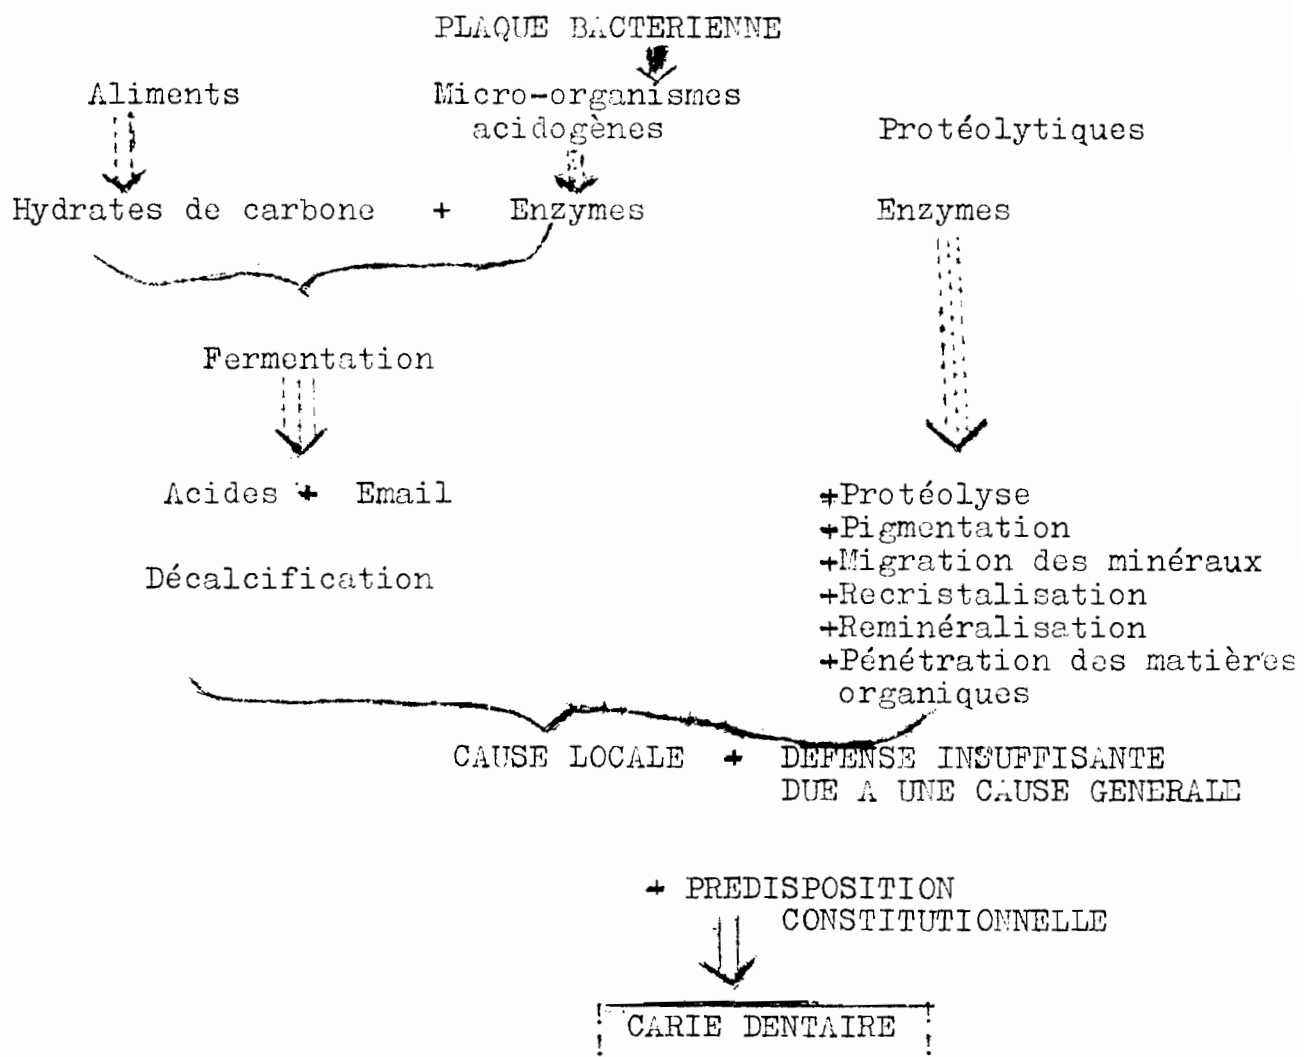 PLAQUE BACTERIENNE
Aliments
Micro-organismes
acidogènes
Protéolytiques
Hydrates de carbone + Enzymes
Enzymes
Fermentation
Acides + Email
Décalcification
+Protéolyse
+Pigmentation
+Migration des minéraux
+Recristalisation
+Reminéralisation
+Pénétration des matières
organiques
CAUSE LOCALE + DEFENSE INSUFFISANTE
DUE A UNE CAUSE GENERALE
+ PREDISPOSITION
CONSTITUTIONNELLE
CARIE DENTAIRE